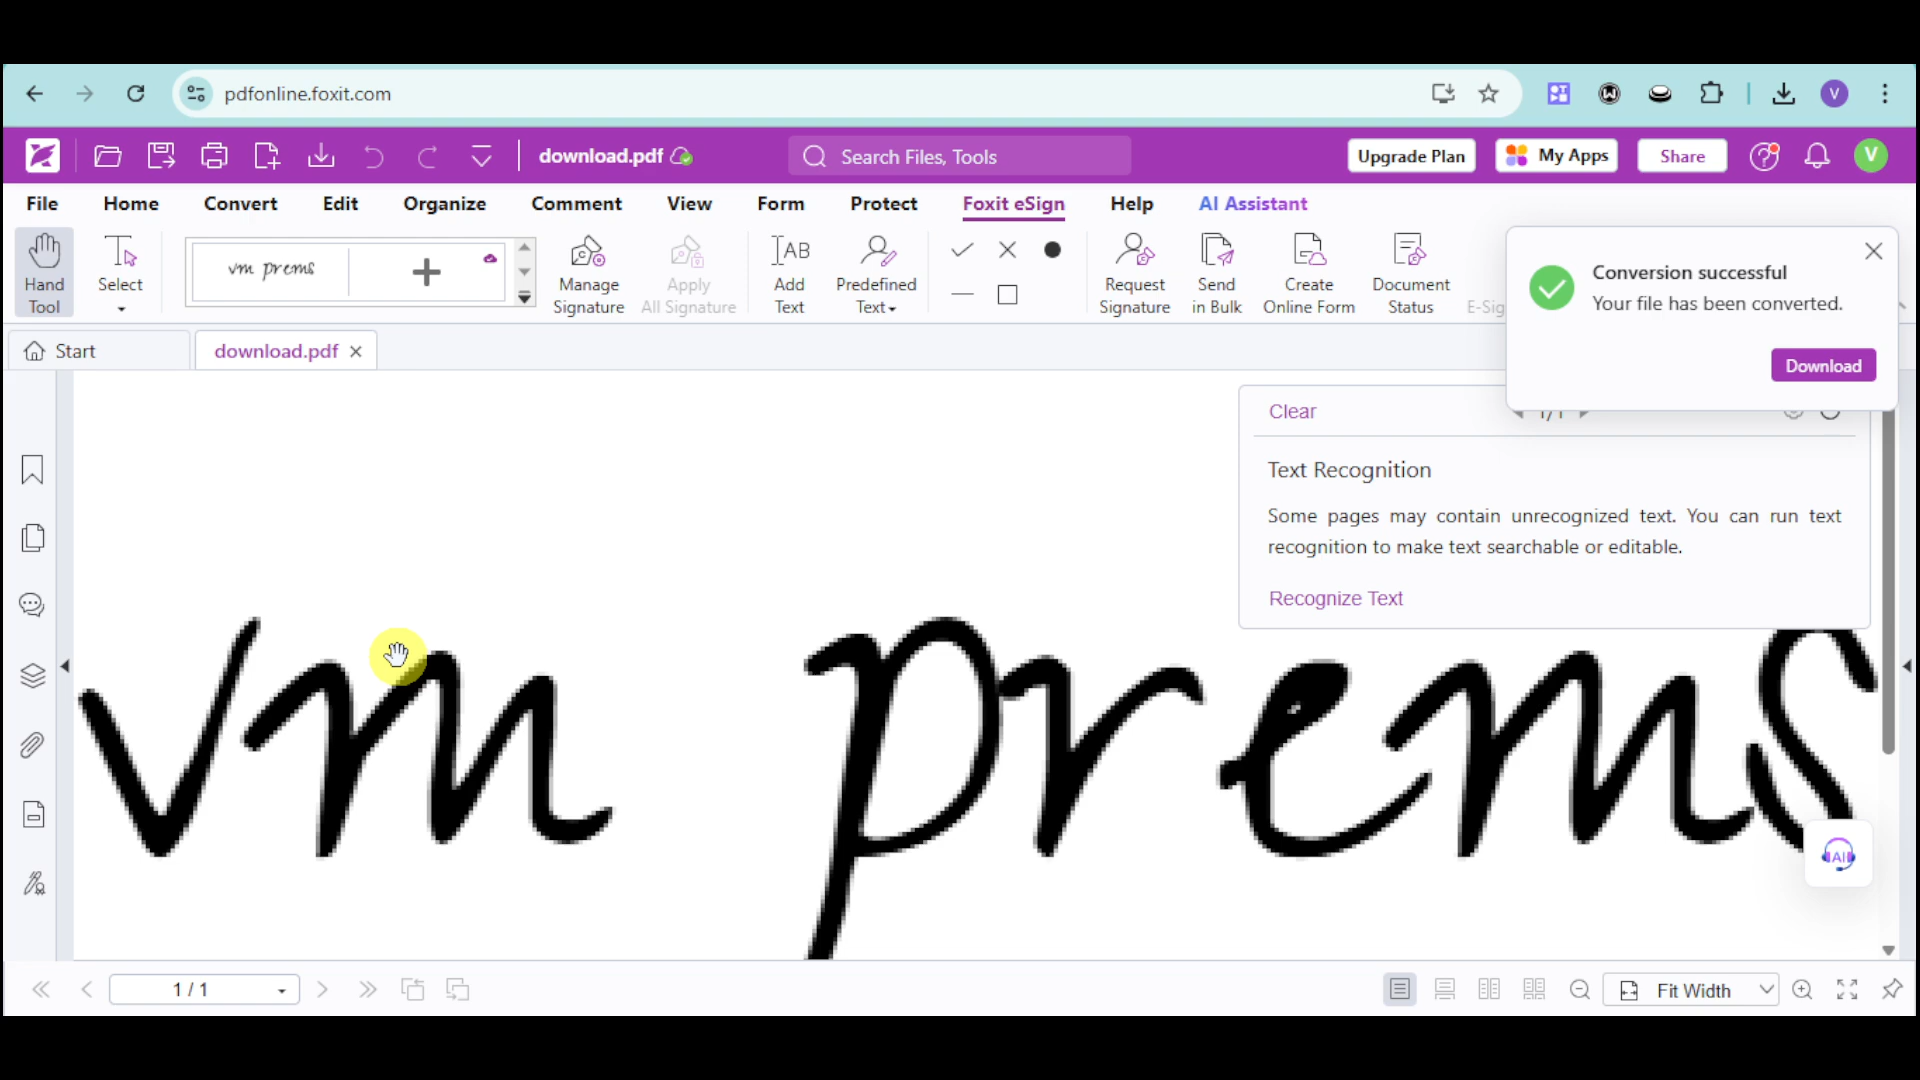 pdfonline.foxit.com
V
download.pdf
Search Files, Tools
Upgrade Plan
My Apps
Share
V
File Home Convert Edit Organize Comment View Form Protect Foxit eSign Help AI Assistant
Hand Tool
Select
vm prems
Manage Signature
Apply All Signature
Add Text
Predefined Text
Request Signature
Send in Bulk
Create Online Form
Document Status
E-Sig
Conversion successful
Your file has been converted.
Download
Start
download.pdf
Clear
1/1
Text Recognition
Some pages may contain unrecognized text. You can run text
recognition to make text searchable or editable.
Recognize Text
vm prems
AI
1 / 1
Fit Width